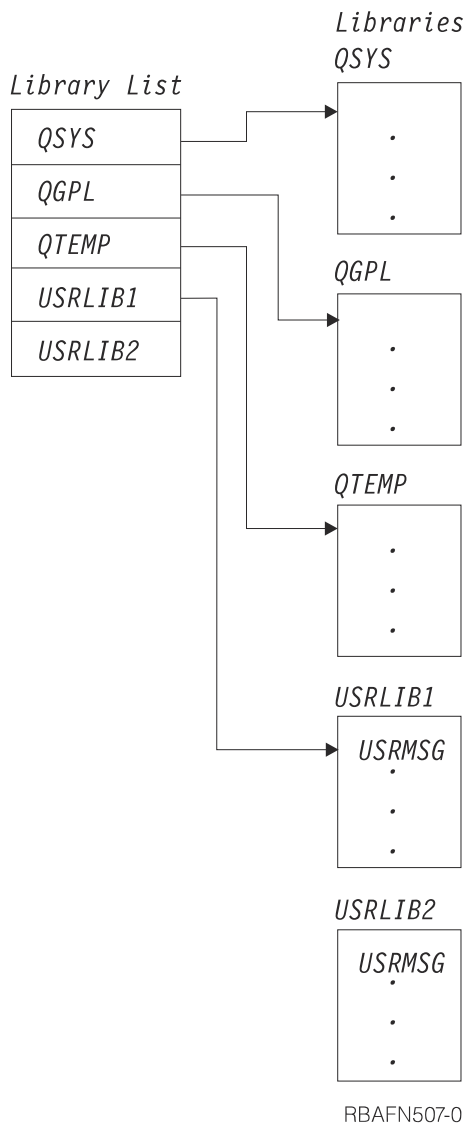 Library List
QSYS
QGPL
QTEMP
USRLIB1
USRLIB2
Libraries
QSYS
.
.
.
QGPL
.
.
.
QTEMP
.
.
.
USRLIB1
USRMSG
.
.
.
USRLIB2
USRMSG
.
.
.
RBAFN507-0